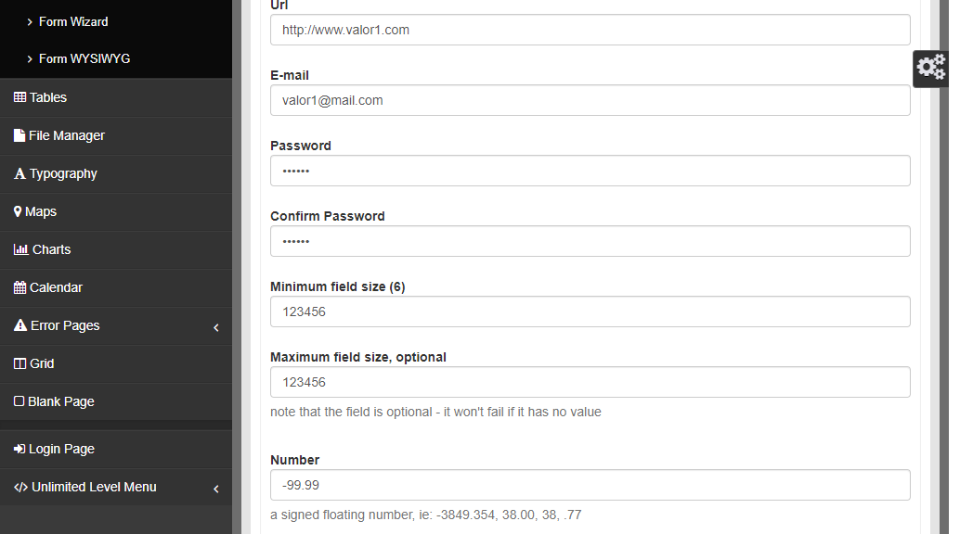 Form Wizard
Form WYSIWYG
Tables
File Manager
Typography
Maps
Charts
Calendar
Error Pages
Grid
Blank Page
Login Page
Unlimited Level Menu
Url
http://www.valor1.com
E-mail
valor1@mail.com
Password
••••••
Confirm Password
••••••
Minimum field size (6)
123456
Maximum field size, optional
123456
note that the field is optional - it won't fail if it has no value
Number
-99.99
a signed floating number, ie: -3849.354, 38.00, 38, .77